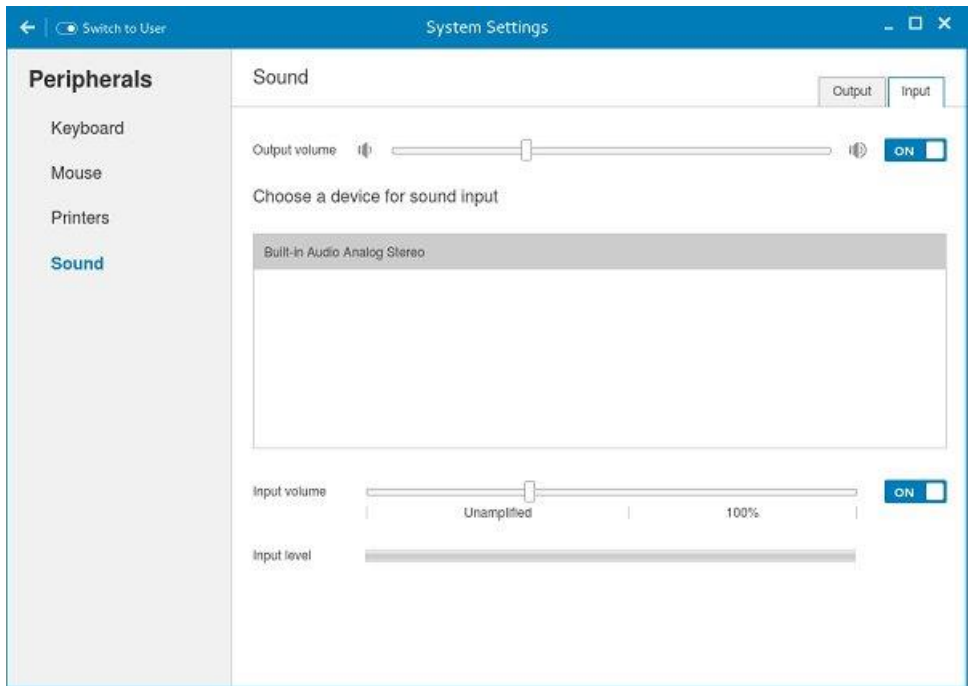 Switch to User
System Settings
Peripherals
Keyboard
Mouse
Printers
Sound
Sound
Output
Input
Output volume
ON
Choose a device for sound input
Built-in Audio Analog Stereo
Input volume
ON
Unamplified
100%
Input level